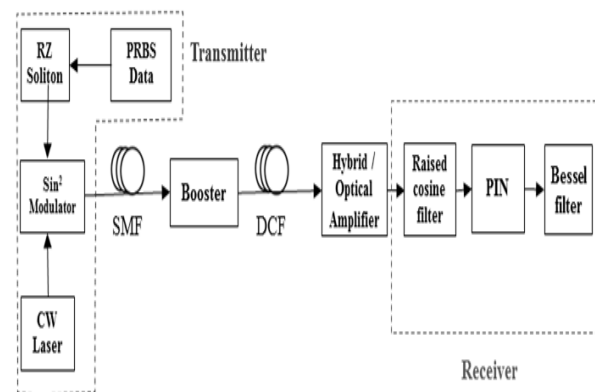 RZ
Soliton
PRBS
Data
Transmitter
Sin²
Modulator
SMF
Booster
DCF
Hybrid /
Optical
Amplifier
Raised
cosine
filter
PIN
Bessel
filter
CW
Laser
Receiver